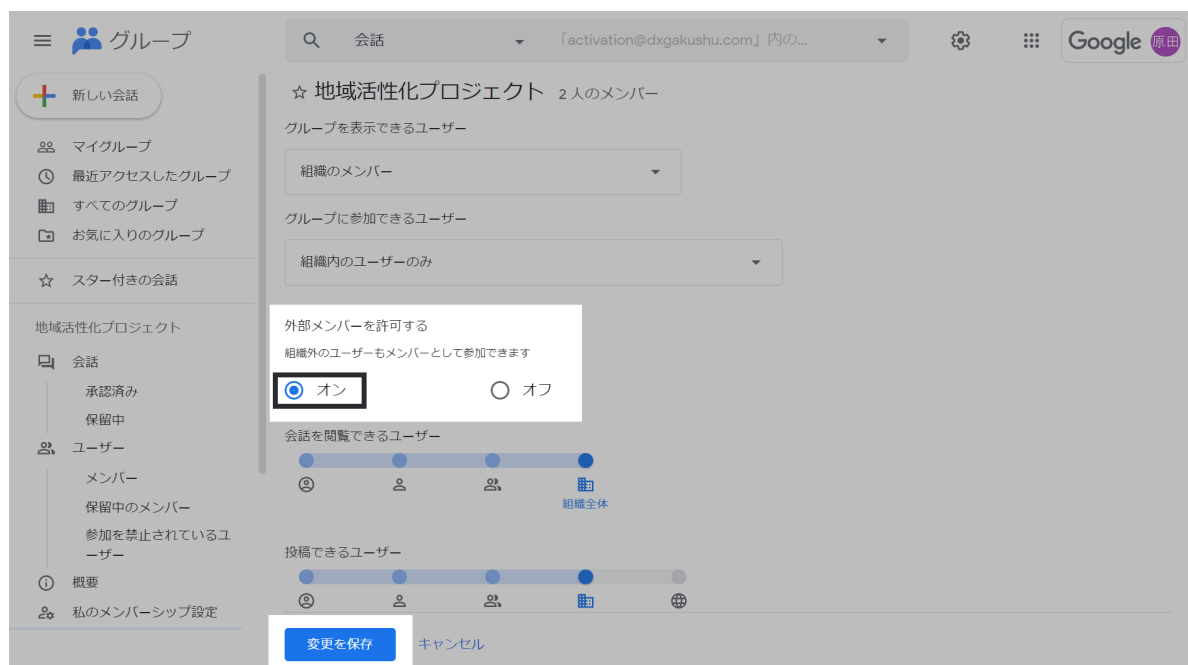 グループ
会話
「activation@dxgakushu.com」内の...
Google
原田
新しい会話
マイグループ
最近アクセスしたグループ
すべてのグループ
お気に入りのグループ
スター付きの会話
地域活性化プロジェクト
会話
承認済み
保留中
ユーザー
メンバー
保留中のメンバー
参加を禁止されているユ
ーザー
概要
私のメンバーシップ設定
地域活性化プロジェクト 2 人のメンバー
グループを表示できるユーザー
組織のメンバー
グループに参加できるユーザー
組織内のユーザーのみ
外部メンバーを許可する
組織外のユーザーもメンバーとして参加できます
オン オフ
会話を閲覧できるユーザー
組織全体
投稿できるユーザー
変更を保存 キャンセル